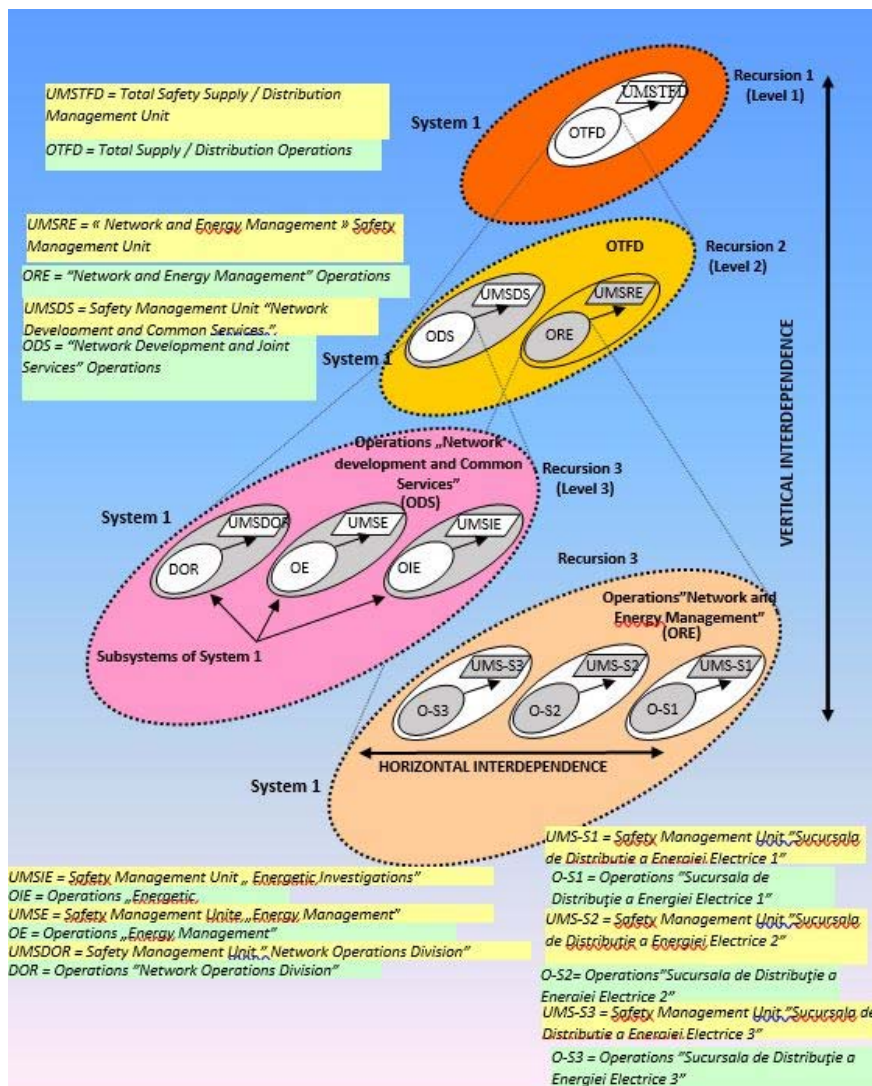 Recursion 1
(Level 1)
UMSTFD
OTFD
System 1
UMSTFD = Total Safety Supply / Distribution
Management Unit
OTFD = Total Supply / Distribution Operations
UMSRE = « Network and Energy Management » Safety
Management Unit
ORE = "Network and Energy Management" Operations
UMSDS = Safety Management Unit "Network
Development and Common Services ".
ODS = "Network Development and Joint
Services" Operations
OTFD
Recursion 2
(Level 2)
UMSDS
UMSRE
ODS
ORE
System 1
VERTICAL INTERDEPENDENCE
Operations „Network
development and Common
Services"
(ODS)
Recursion 3
(Level 3)
System 1
UMSDOR
UMSE
UMSIE
DOR
OE
OIE
Subsystems of System 1
Recursion 3
Operations"Network and
Energy Management"
(ORE)
UMS-S3
UMS-S2
UMS-S1
O-S3
O-S2
O-S1
HORIZONTAL INTERDEPENDENCE
System 1
UMSIE = Safety Management Unit „ Energetic Investigations"
OIE = Operations „Energetic
UMSE = Safety Management Unite „Energy Management"
OE = Operations „Energy Management"
UMSDOR = Safety Management Unit " Network Operations Division"
DOR = Operations "Network Operations Division"
UMS-S1 = Safety Management Unit "Sucursala
de Distributie a Energiei Electrice 1"
O-S1 = Operations "Sucursala de
Distribuţie a Energiei Electrice 1"
UMS-S2 = Safety Management Unit "Sucursala
de Distributie a Energiei Electrice 2"
O-S2= Operations"Sucursala de Distribuţie a
Energiei Electrice 2"
UMS-S3 = Safety Management Unit "Sucursala de
Distributie a Energiei Electrice 3"
O-S3 = Operations "Sucursala de Distribuţie a
Energiei Electrice 3"